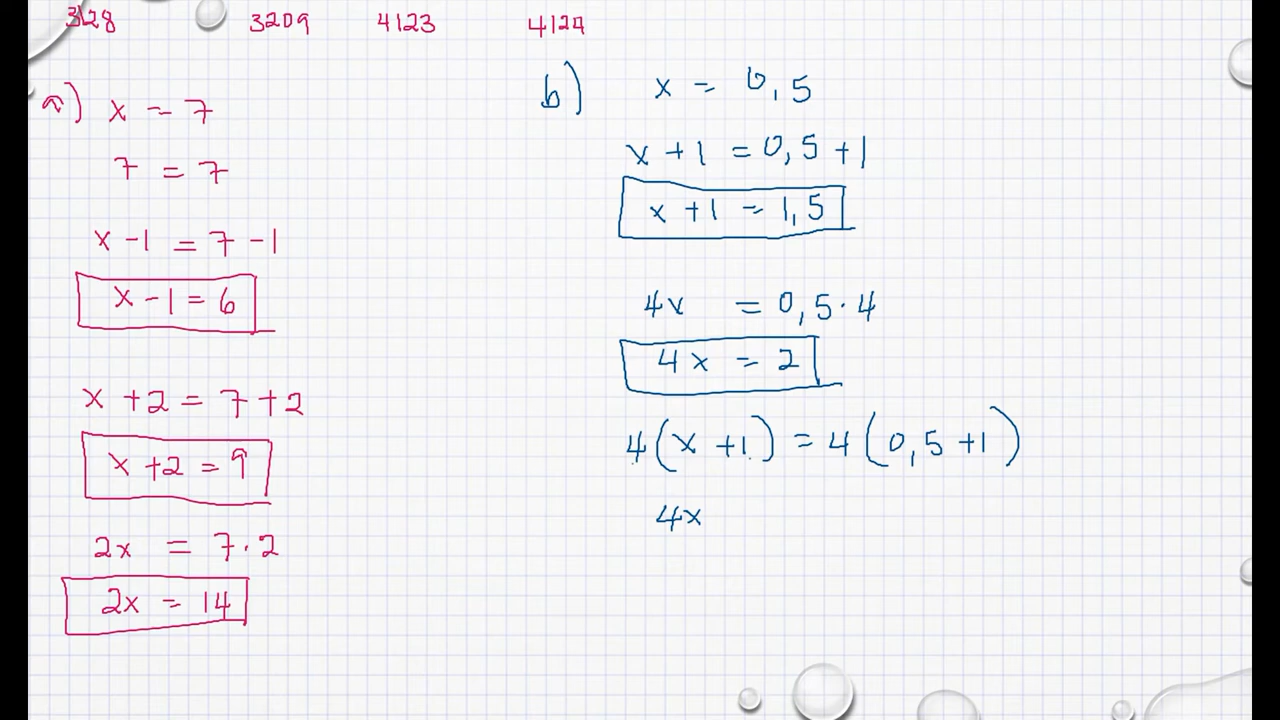 3128 3209 4123 4124
a) x = 7
7 = 7
x - 1 = 7 - 1
x - 1 = 6
x + 2 = 7 + 2
x + 2 = 9
2x = 7 · 2
2x = 14
b) x = 0,5
x + 1 = 0,5 + 1
x + 1 = 1,5
4x = 0,5 · 4
4x = 2
4(x + 1) = 4(0,5 + 1)
4x